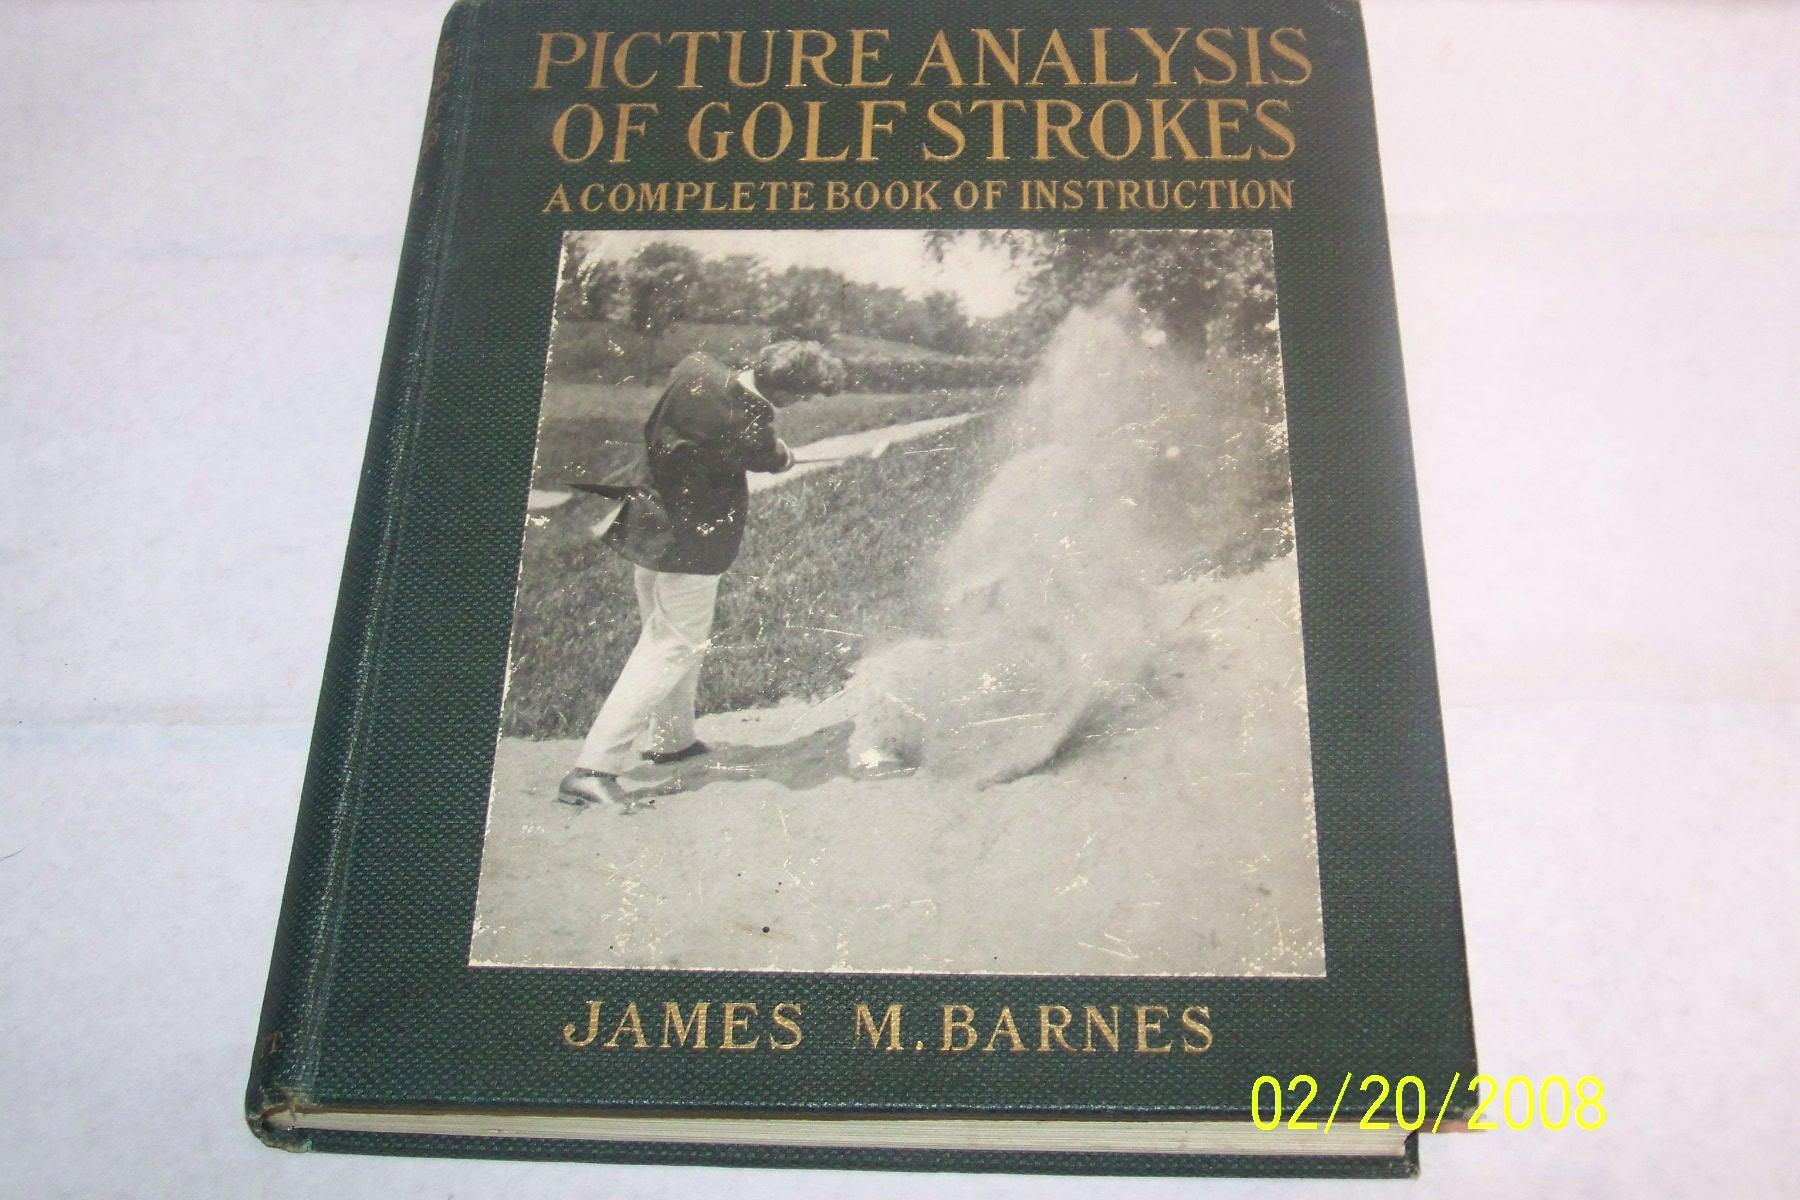 PICTURE ANALYSIS
OF GOLF STROKES
A COMPLETE BOOK OF INSTRUCTION
JAMES M. BARNES
02/20/2008